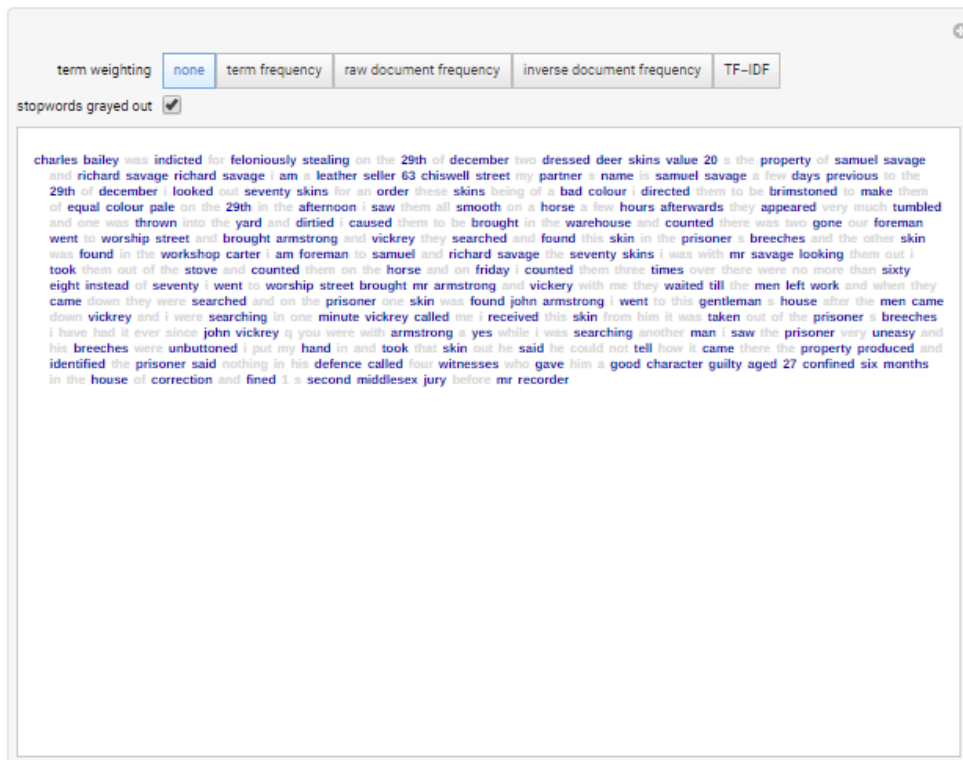 term weighting none term frequency raw document frequency inverse document frequency TF–IDF
stopwords grayed out
charles bailey was indicted for feloniously stealing on the 29th of december two dressed deer skins value 20 s the property of samuel savage
and richard savage richard savage i am a leather seller 63 chiswell street my partner s name is samuel savage a few days previous to the
29th of december i looked out seventy skins for an order these skins being of a bad colour i directed them to be brimstoned to make them
of equal colour pale on the 29th in the afternoon i saw them all smooth on a horse a few hours afterwards they appeared very much tumbled
and one was thrown into the yard and dirtied i caused them to be brought in the warehouse and counted there was two gone our foreman
went to worship street and brought armstrong and vickrey they searched and found this skin in the prisoner s breeches and the other skin
was found in the workshop carter i am foreman to samuel and richard savage the seventy skins i was with mr savage looking them out i
took them out of the stove and counted them on the horse and on friday i counted them three times over there were no more than sixty
eight instead of seventy i went to worship street brought mr armstrong and vickery with me they waited till the men left work and when they
came down they were searched and on the prisoner one skin was found john armstrong i went to this gentleman s house after the men came
down vickrey and i were searching in one minute vickrey called me i received this skin from him it was taken out of the prisoner s breeches
i have had it ever since john vickrey q you were with armstrong a yes while i was searching another man i saw the prisoner very uneasy and
his breeches were unbuttoned i put my hand in and took that skin out he said he could not tell how it came there the property produced and
identified the prisoner said nothing in his defence called four witnesses who gave him a good character guilty aged 27 confined six months
in the house of correction and fined 1 s second middlesex jury before mr recorder